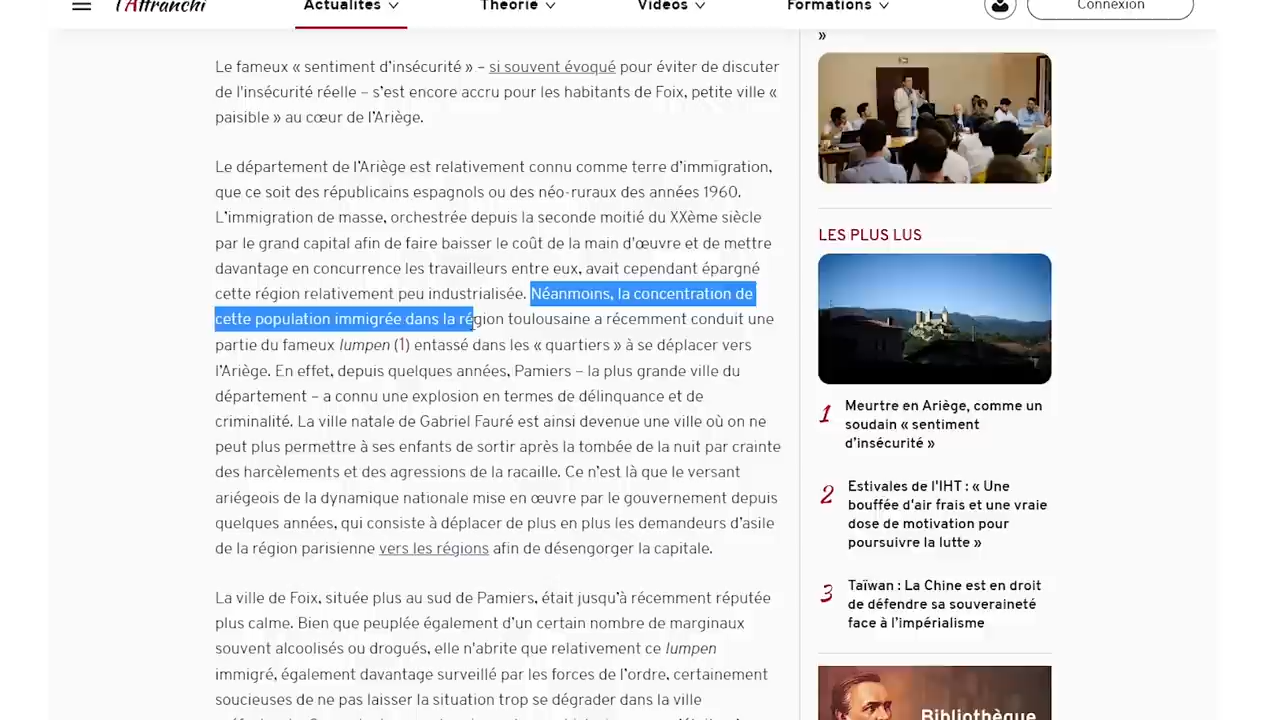 l'Affranchi
Actualités
Théorie
Vidéos
Formations
Connexion
Le fameux « sentiment d'insécurité » – si souvent évoqué pour éviter de discuter
de l'insécurité réelle – s'est encore accru pour les habitants de Foix, petite ville «
paisible » au cœur de l'Ariège.
Le département de l'Ariège est relativement connu comme terre d'immigration,
que ce soit des républicains espagnols ou des néo-ruraux des années 1960.
L'immigration de masse, orchestrée depuis la seconde moitié du XXème siècle
par le grand capital afin de faire baisser le coût de la main d'œuvre et de mettre
davantage en concurrence les travailleurs entre eux, avait cependant épargné
cette région relativement peu industrialisée. Néanmoins, la concentration de
cette population immigrée dans la région toulousaine a récemment conduit une
partie du fameux lumpen (1) entassé dans les « quartiers » à se déplacer vers
l'Ariège. En effet, depuis quelques années, Pamiers – la plus grande ville du
département – a connu une explosion en termes de délinquance et de
criminalité. La ville natale de Gabriel Fauré est ainsi devenue une ville où on ne
peut plus permettre à ses enfants de sortir après la tombée de la nuit par crainte
des harcèlements et des agressions de la racaille. Ce n'est là que le versant
ariégeois de la dynamique nationale mise en œuvre par le gouvernement depuis
quelques années, qui consiste à déplacer de plus en plus les demandeurs d'asile
de la région parisienne vers les régions afin de désengorger la capitale.
La ville de Foix, située plus au sud de Pamiers, était jusqu'à récemment réputée
plus calme. Bien que peuplée également d'un certain nombre de marginaux
souvent alcoolisés ou drogués, elle n'abrite que relativement ce lumpen
immigré, également davantage surveillé par les forces de l'ordre, certainement
soucieuses de ne pas laisser la situation trop se dégrader dans la ville
»
LES PLUS LUS
1 Meurtre en Ariège, comme un
soudain « sentiment
d'insécurité »
2 Estivales de l'IHT : « Une
bouffée d'air frais et une vraie
dose de motivation pour
poursuivre la lutte »
3 Taïwan : La Chine est en droit
de défendre sa souveraineté
face à l'impérialisme
Bibliothèque